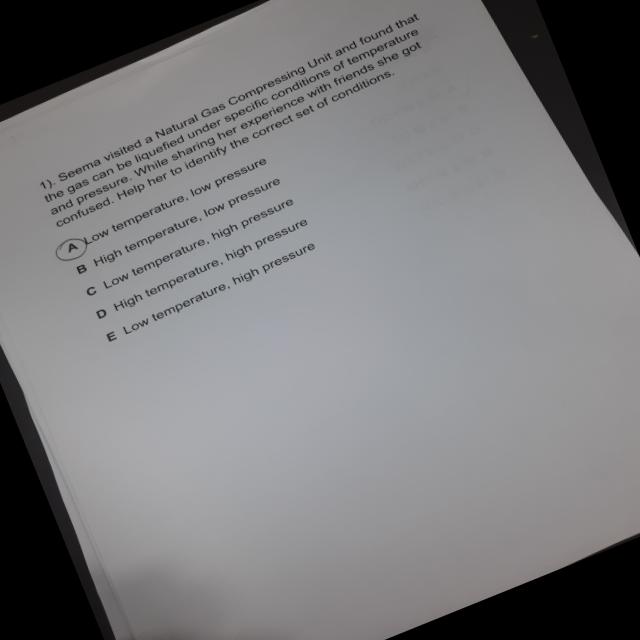 1). Seema visited a Natural Gas Compressing Unit and found that
the gas can be liquefied under specific conditions of temperature
and pressure. While sharing her experience with friends she got
confused. Help her to identify the correct set of conditions.
A Low temperature, low pressure
B High temperature, low pressure
C Low temperature, high pressure
D High temperature, high pressure
E Low temperature, high pressure